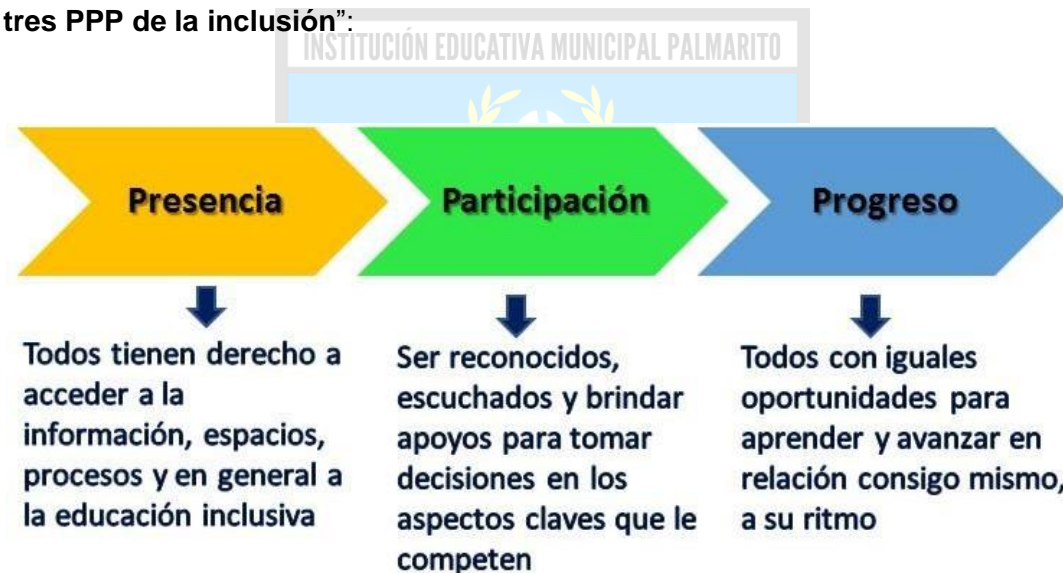 tres PPP de la inclusión”:
INSTITUCIÓN EDUCATIVA MUNICIPAL PALMARITO
Presencia
Participación
Progreso
Todos tienen derecho a
acceder a la
información, espacios,
procesos y en general a
la educación inclusiva
Ser reconocidos,
escuchados y brindar
apoyos para tomar
decisiones en los
aspectos claves que le
competen
Todos con iguales
oportunidades para
aprender y avanzar en
relación consigo mismo,
a su ritmo